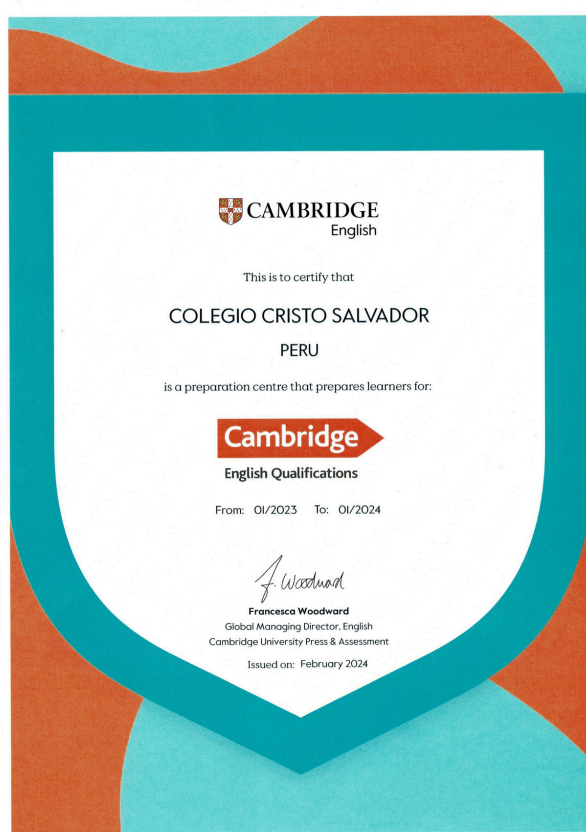 CAMBRIDGE
English
This is to certify that
COLEGIO CRISTO SALVADOR
PERU
is a preparation centre that prepares learners for:
Cambridge
English Qualifications
From: 01/2023 To: 01/2024
F. Woodward
Francesca Woodward
Global Managing Director, English
Cambridge University Press & Assessment
Issued on: February 2024